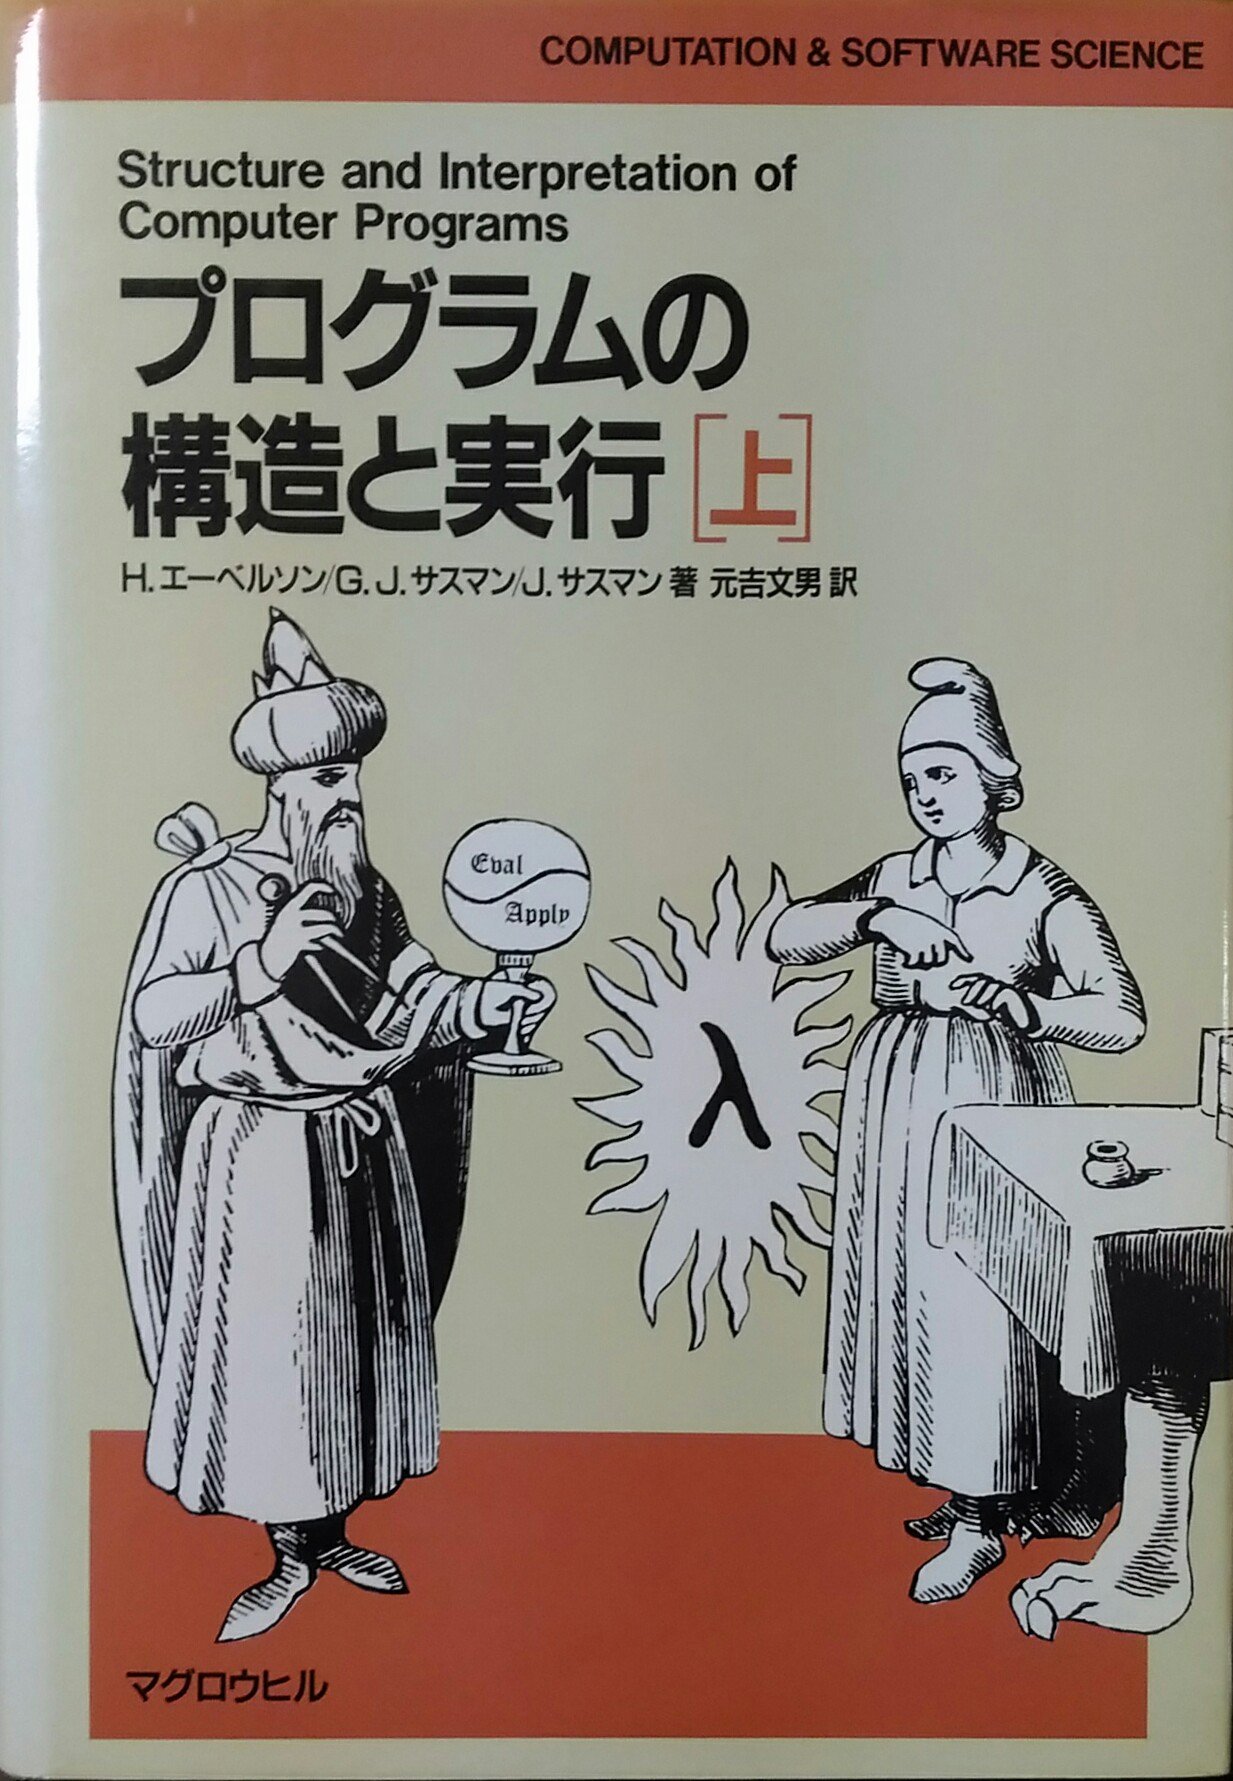 COMPUTATION & SOFTWARE SCIENCE
Structure and Interpretation of
Computer Programs
プログラムの
構造と実行[上]
H.エーベルソン/G.J.サスマン/J.サスマン 著 元吉文男 訳
Eval
Apply
λ
マグロウヒル